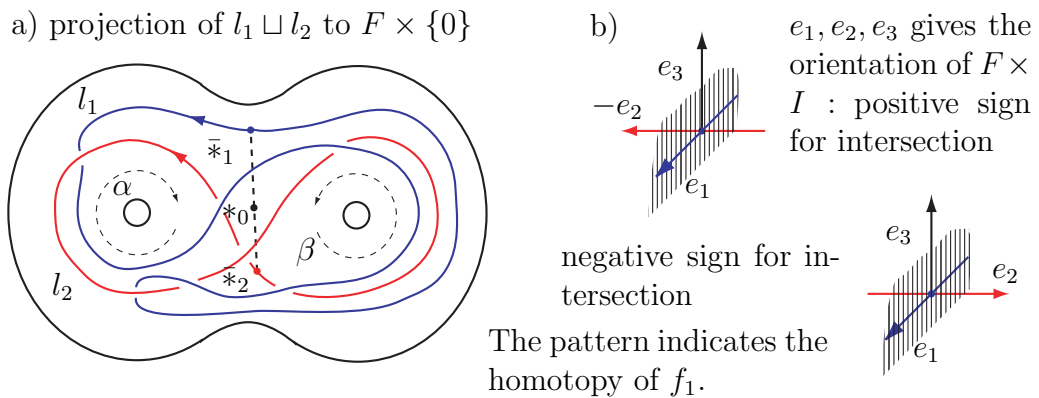 a) projection of l₁ ⊔ l₂ to F × {0}
l₁
*̄₁
α
*₀
β
*̄₂
l₂
b)
e₃
−e₂
e₁
e₁, e₂, e₃ gives the
orientation of F ×
I : positive sign
for intersection
negative sign for in-
tersection
e₃
e₂
e₁
The pattern indicates the
homotopy of f₁.